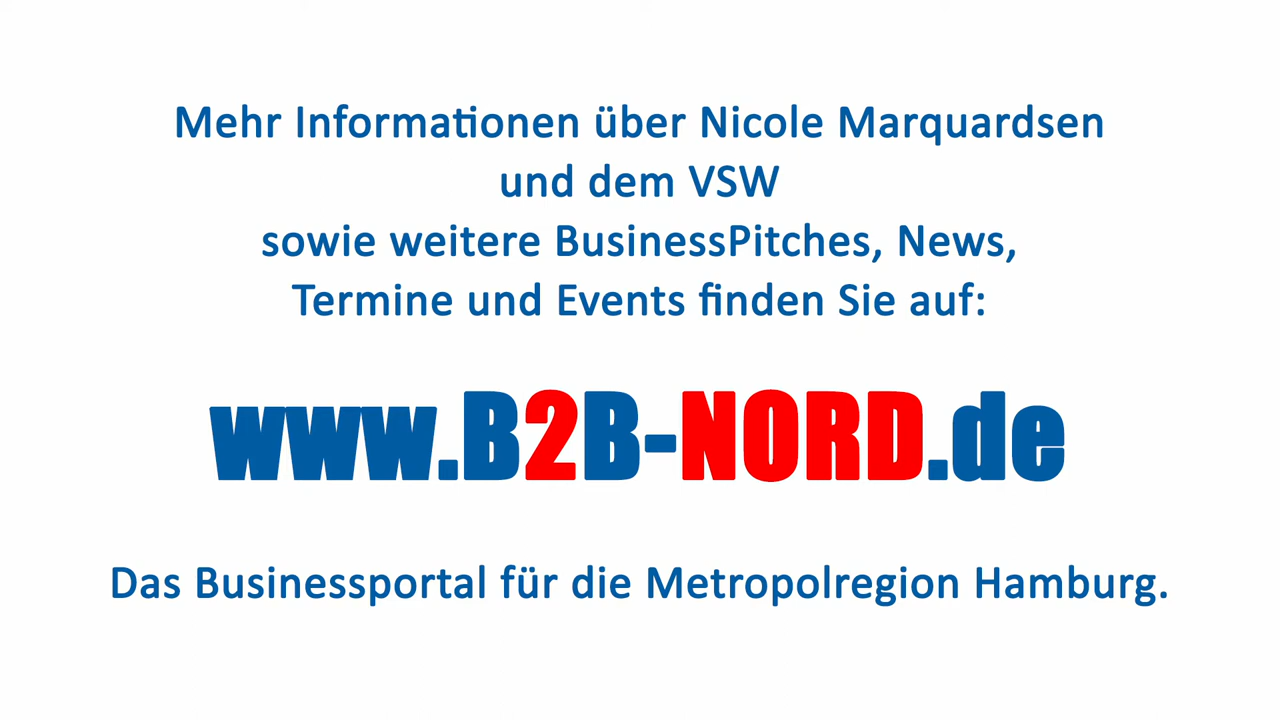 Mehr Informationen über Nicole Marquardsen
und dem VSW
sowie weitere BusinessPitches, News,
Termine und Events finden Sie auf:
www.B2B-NORD.de
Das Businessportal für die Metropolregion Hamburg.